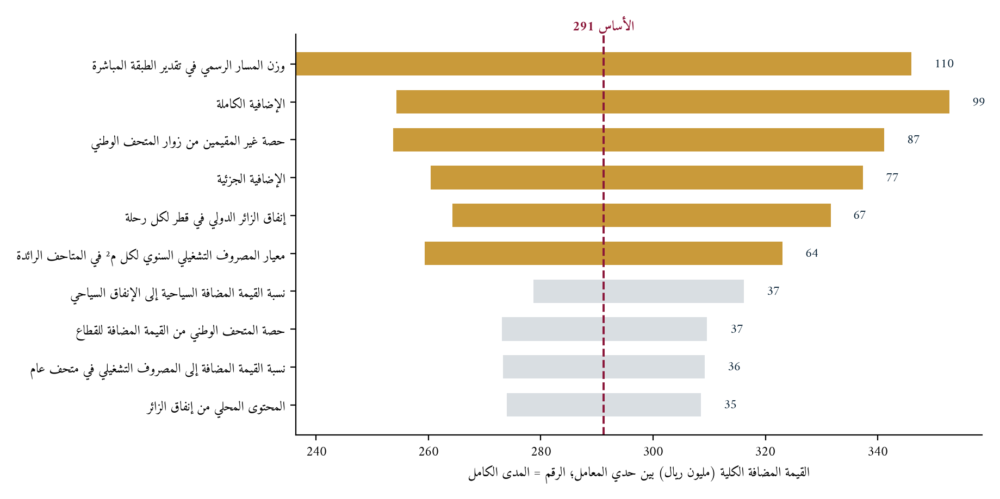 الأساس 291
وزن المسار الرسمي في تقدير الطبقة المباشرة
110
الإضافية الكاملة
99
حصة غير المقيمين من زوار المتحف الوطني
87
الإضافية الجزئية
77
إنفاق الزائر الدولي في قطر لكل رحلة
67
معيار المصروف التشغيلي السنوي لكل م² في المتاحف الرائدة
64
نسبة القيمة المضافة السياحية إلى الإنفاق السياحي
37
حصة المتحف الوطني من القيمة المضافة للقطاع
37
نسبة القيمة المضافة إلى المصروف التشغيلي في متحف عام
36
المحتوى المحلي من إنفاق الزائر
35
240 260 280 300 320 340
القيمة المضافة الكلية (مليون ريال) بين حدي المعامل؛ الرقم = المدى الكامل